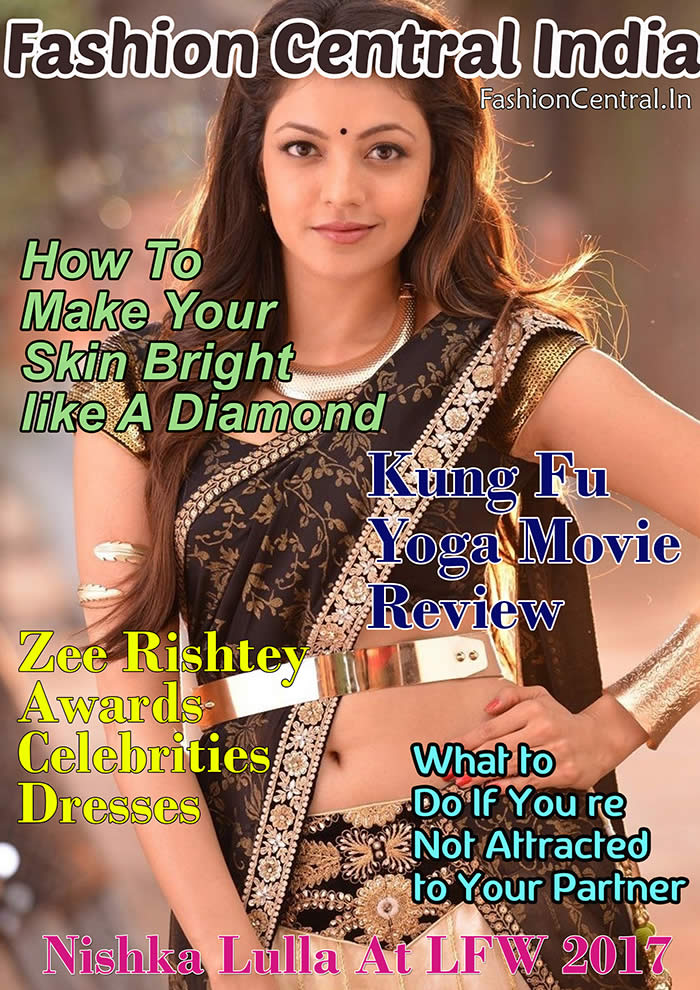 Fashion Central India
FashionCentral.In
How To
Make Your
Skin Bright
like A Diamond
Kung Fu
Yoga Movie
Review
Zee Rishtey
Awards
Celebrities
Dresses
What to
Do If You re
Not Attracted
to Your Partner
Nishka Lulla At LFW 2017